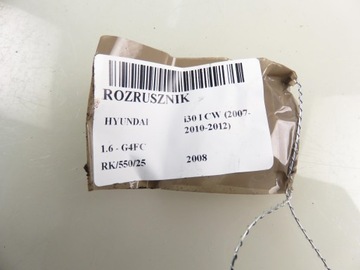 ROZRUSZNIK
HYUNDAI i30 I CW (2007-
2010-2012)
1.6 - G4FC
RK/550/25 2008